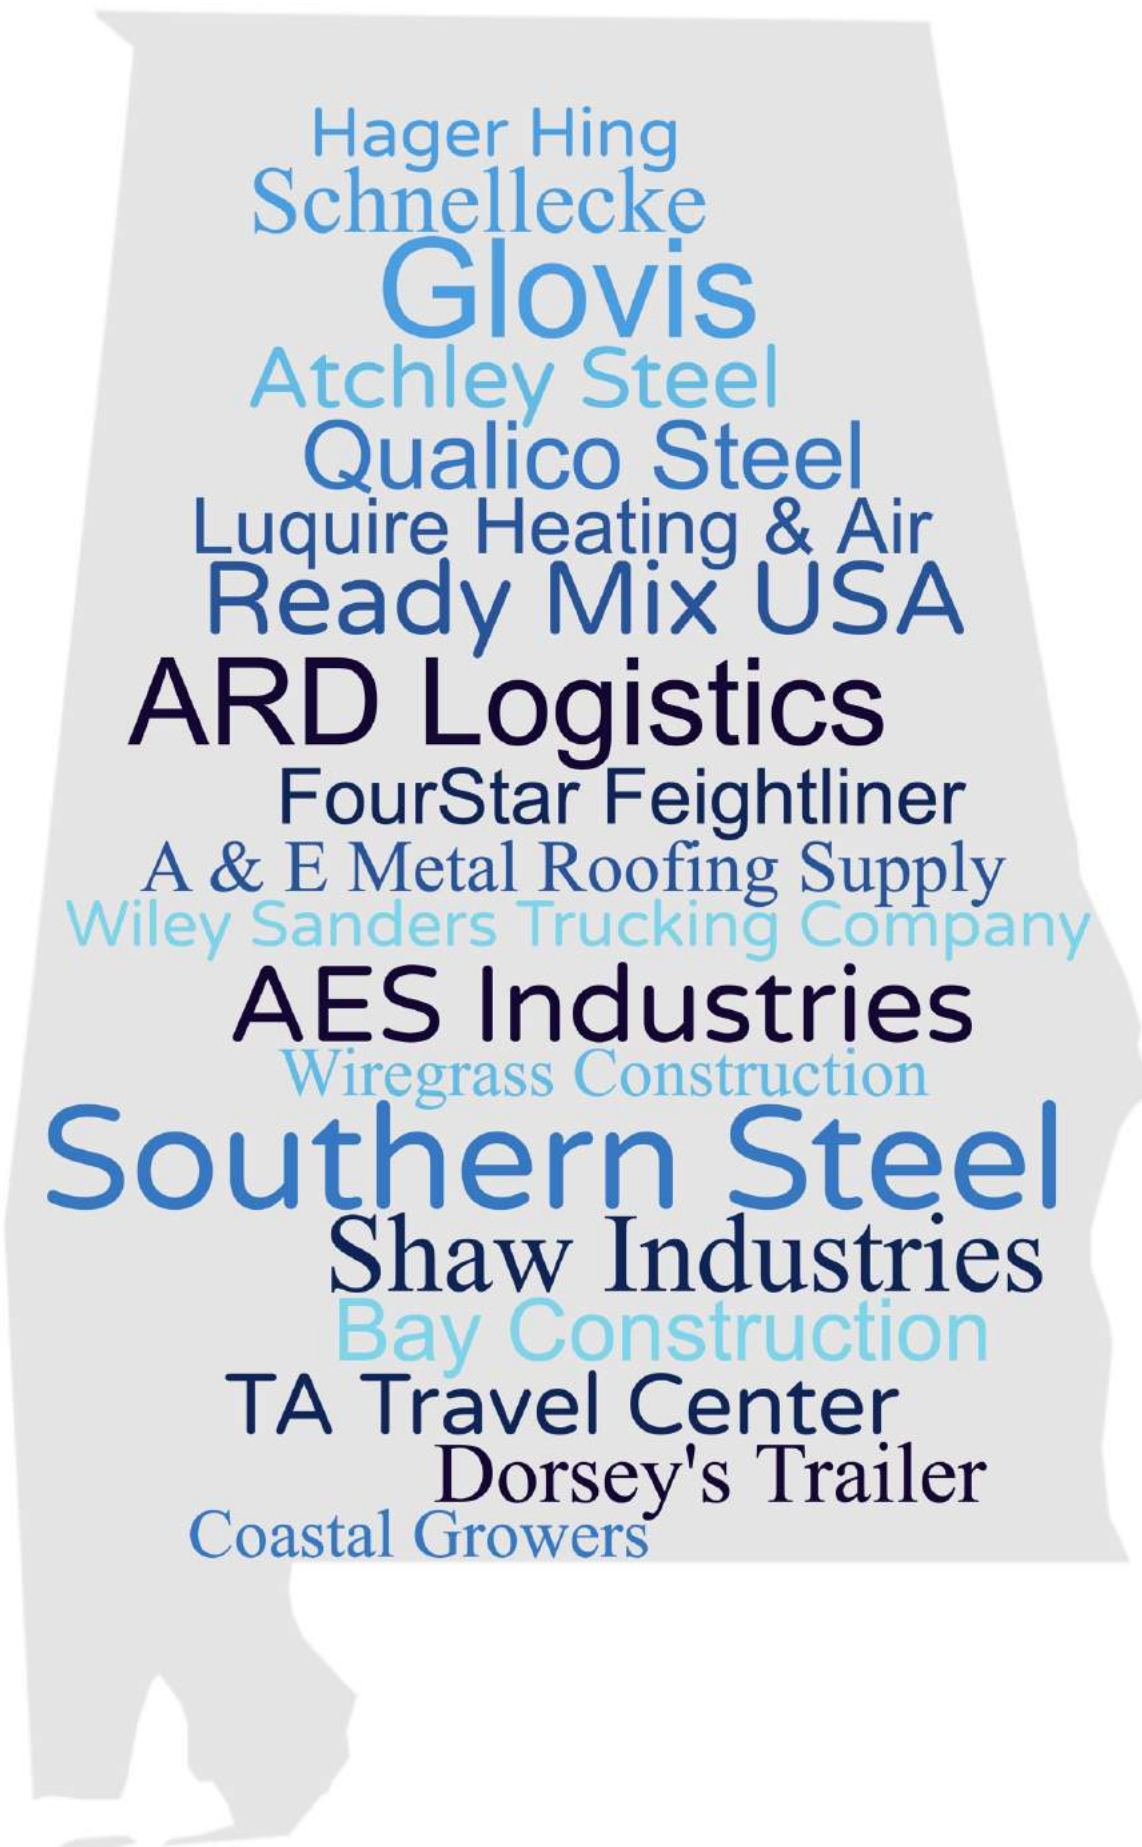 Hager Hing
Schnellecke
Glovis
Atchley Steel
Qualico Steel
Luquire Heating & Air
Ready Mix USA
ARD Logistics
FourStar Feightliner
A & E Metal Roofing Supply
Wiley Sanders Trucking Company
AES Industries
Wiregrass Construction
Southern Steel
Shaw Industries
Bay Construction
TA Travel Center
Dorsey's Trailer
Coastal Growers